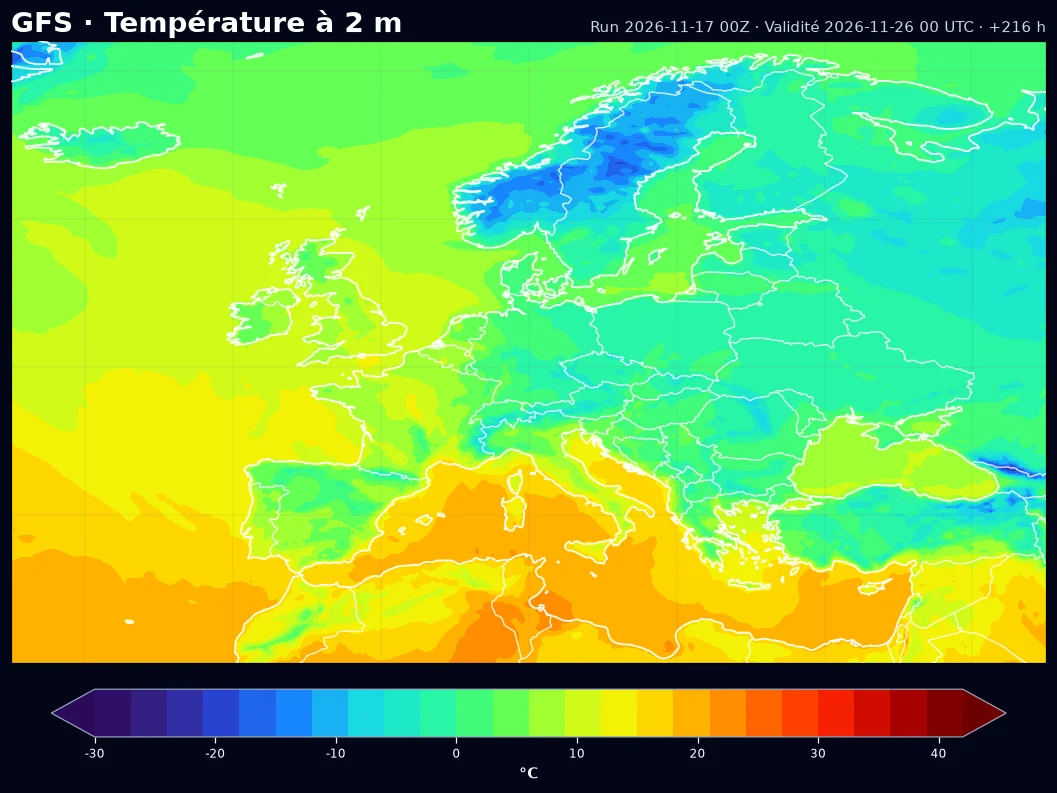 GFS · Température à 2 m
Run 2026-11-17 00Z · Validité 2026-11-26 00 UTC · +216 h
-30 -20 -10 0 10 20 30 40
°C